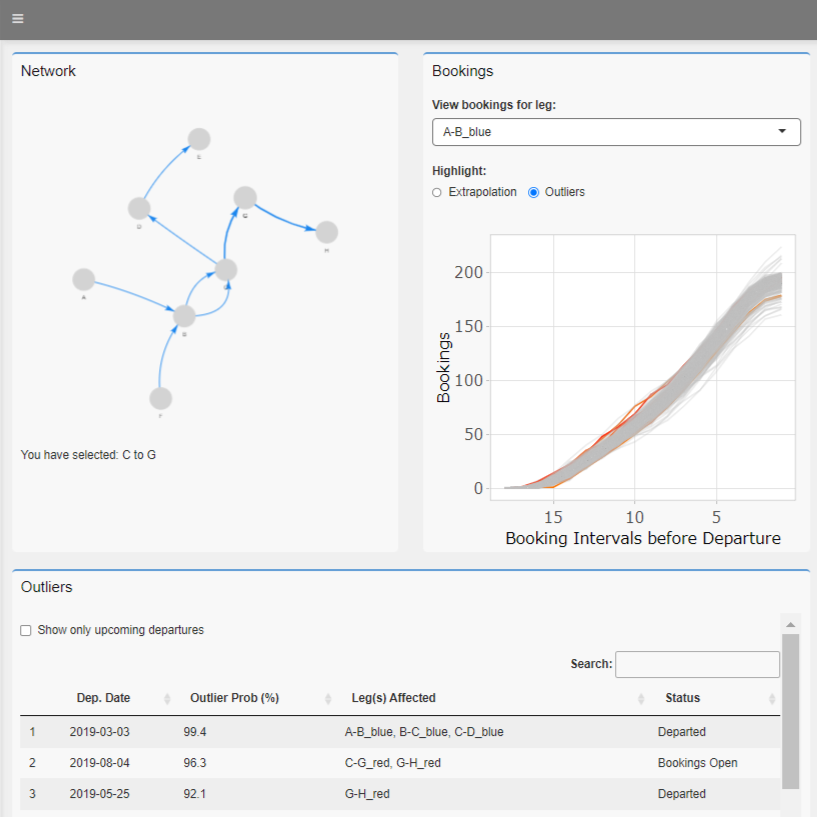 Network
E
D
G
H
A
B
F
You have selected: C to G
Bookings
View bookings for leg:
A-B_blue
Highlight:
Extrapolation Outliers
Bookings
200
150
100
50
0
15 10 5
Booking Intervals before Departure
Outliers
Show only upcoming departures
Search:
Dep. Date Outlier Prob (%) Leg(s) Affected Status
1 2019-03-03 99.4 A-B_blue, B-C_blue, C-D_blue Departed
2 2019-08-04 96.3 C-G_red, G-H_red Bookings Open
3 2019-05-25 92.1 G-H_red Departed